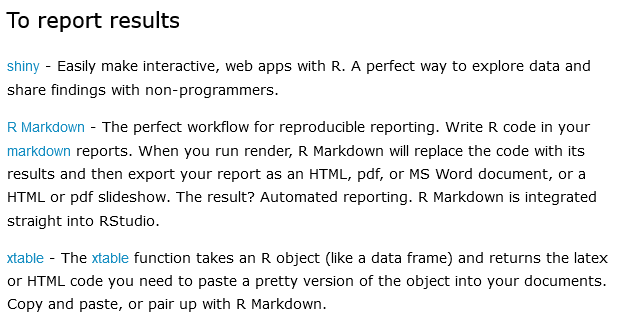 To report results
shiny - Easily make interactive, web apps with R. A perfect way to explore data and
share findings with non-programmers.
R Markdown - The perfect workflow for reproducible reporting. Write R code in your
markdown reports. When you run render, R Markdown will replace the code with its
results and then export your report as an HTML, pdf, or MS Word document, or a
HTML or pdf slideshow. The result? Automated reporting. R Markdown is integrated
straight into RStudio.
xtable - The xtable function takes an R object (like a data frame) and returns the latex
or HTML code you need to paste a pretty version of the object into your documents.
Copy and paste, or pair up with R Markdown.